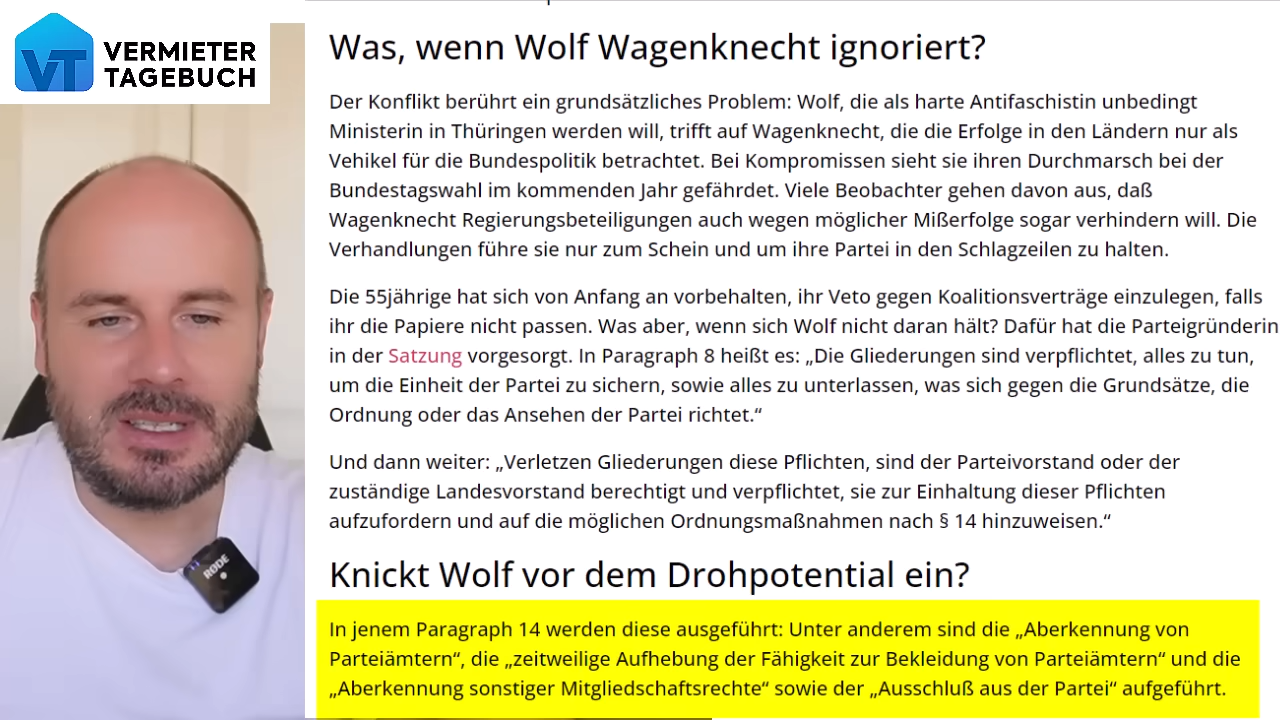 VT VERMIETER
TAGEBUCH
Was, wenn Wolf Wagenknecht ignoriert?
Der Konflikt berührt ein grundsätzliches Problem: Wolf, die als harte Antifaschistin unbedingt
Ministerin in Thüringen werden will, trifft auf Wagenknecht, die die Erfolge in den Ländern nur als
Vehikel für die Bundespolitik betrachtet. Bei Kompromissen sieht sie ihren Durchmarsch bei der
Bundestagswahl im kommenden Jahr gefährdet. Viele Beobachter gehen davon aus, daß
Wagenknecht Regierungsbeteiligungen auch wegen möglicher Mißerfolge sogar verhindern will. Die
Verhandlungen führe sie nur zum Schein und um ihre Partei in den Schlagzeilen zu halten.
Die 55jährige hat sich von Anfang an vorbehalten, ihr Veto gegen Koalitionsverträge einzulegen, falls
ihr die Papiere nicht passen. Was aber, wenn sich Wolf nicht daran hält? Dafür hat die Parteigründerin
in der Satzung vorgesorgt. In Paragraph 8 heißt es: „Die Gliederungen sind verpflichtet, alles zu tun,
um die Einheit der Partei zu sichern, sowie alles zu unterlassen, was sich gegen die Grundsätze, die
Ordnung oder das Ansehen der Partei richtet.“
Und dann weiter: „Verletzen Gliederungen diese Pflichten, sind der Parteivorstand oder der
zuständige Landesvorstand berechtigt und verpflichtet, sie zur Einhaltung dieser Pflichten
aufzufordern und auf die möglichen Ordnungsmaßnahmen nach § 14 hinzuweisen.“
Knickt Wolf vor dem Drohpotential ein?
In jenem Paragraph 14 werden diese ausgeführt: Unter anderem sind die „Aberkennung von
Parteiämtern“, die „zeitweilige Aufhebung der Fähigkeit zur Bekleidung von Parteiämtern“ und die
„Aberkennung sonstiger Mitgliedschaftsrechte“ sowie der „Ausschluß aus der Partei“ aufgeführt.
RØDE